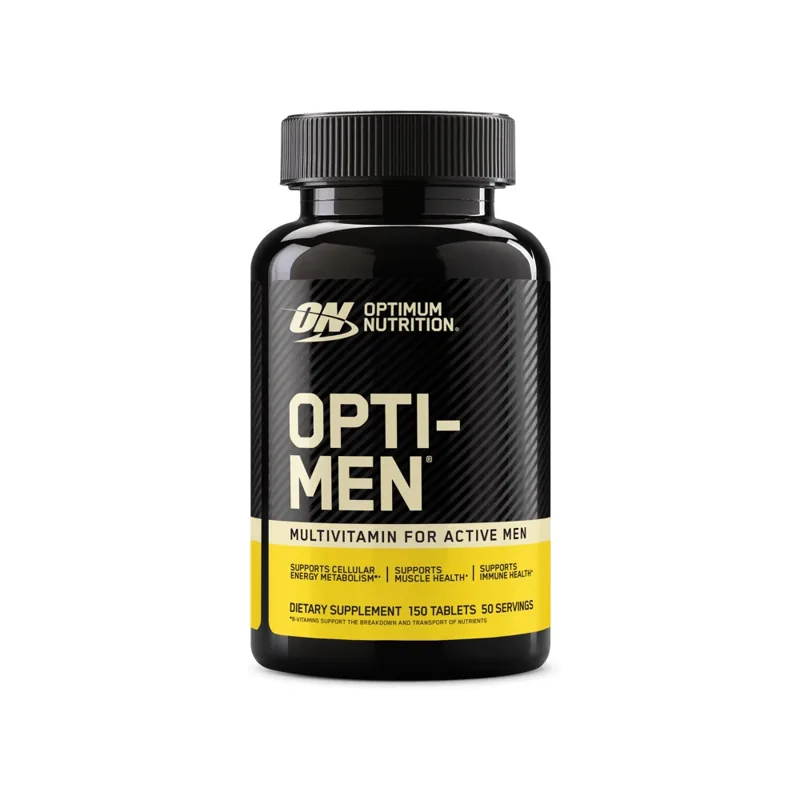 ON OPTIMUM
NUTRITION®
OPTI-
MEN®
MULTIVITAMIN FOR ACTIVE MEN
SUPPORTS CELLULAR
ENERGY METABOLISM**
SUPPORTS
MUSCLE HEALTH*
SUPPORTS
IMMUNE HEALTH*
DIETARY SUPPLEMENT 150 TABLETS 50 SERVINGS
*B-VITAMINS SUPPORT THE BREAKDOWN AND TRANSPORT OF NUTRIENTS